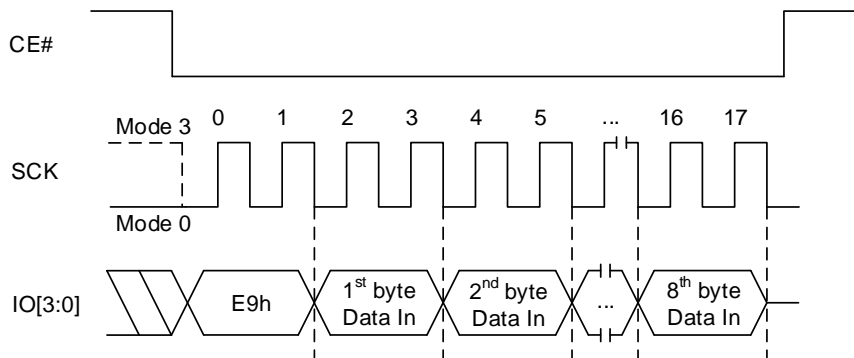 CE#
0 1 2 3 4 5 ... 16 17
Mode 3
SCK
Mode 0
IO[3:0]
E9h
1st byte
Data In
2nd byte
Data In
...
8th byte
Data In